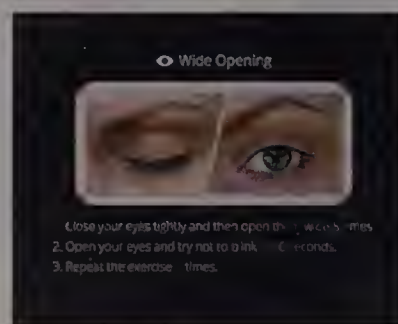 Wide Opening
Close your eyes tightly and then open
2. Open your eyes and try not to blink
3. Repeat the exercise times.